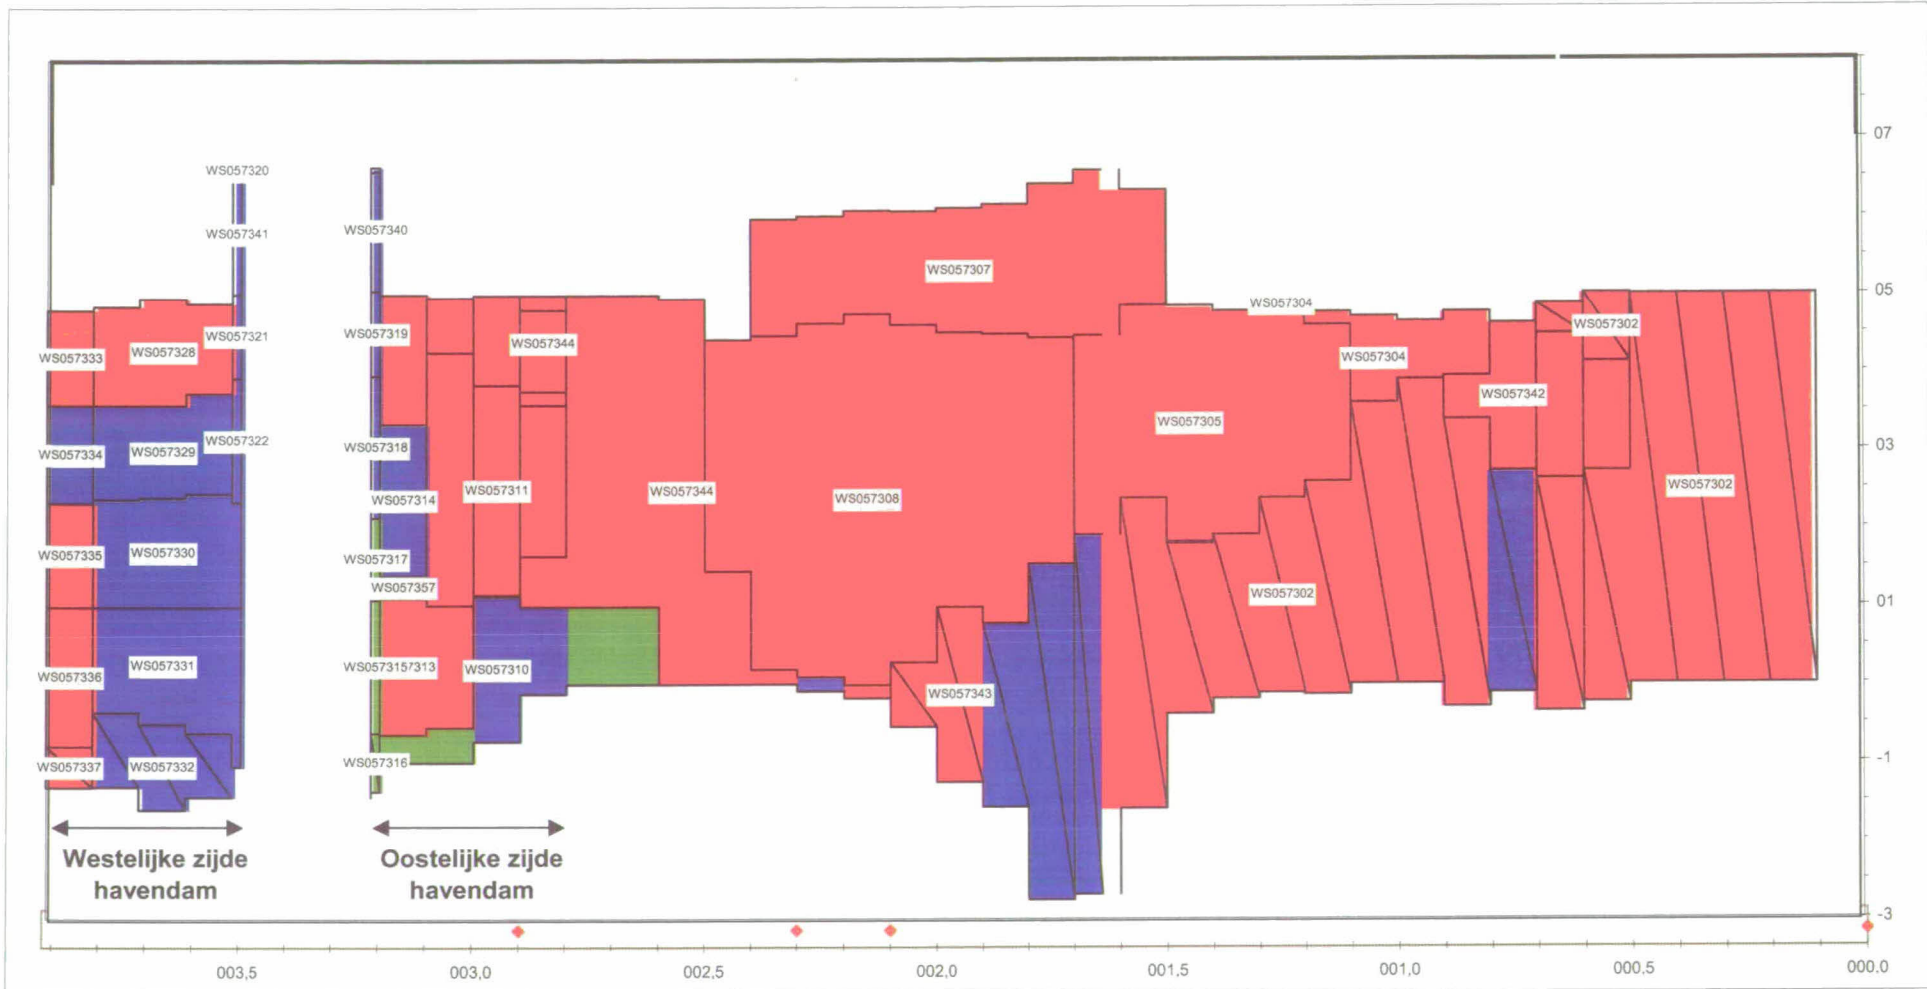 07
WS057320
WS057341
WS057340
WS057307
05
WS057304
WS057302
WS057321
WS057319
WS057333
WS057328
WS057344
WS057304
WS057342
WS057305
03
WS057322
WS057318
WS057334
WS057329
WS057314
WS057311
WS057344
WS057308
WS057302
WS057335
WS057330
WS057317
WS057357
WS057302
01
WS057336
WS057331
WS0573157313
WS057310
WS057343
WS057337
WS057332
WS057316
-1
Westelijke zijde
havendam
Oostelijke zijde
havendam
-3
003,5
003,0
002,5
002,0
001,5
001,0
000.5
000.0